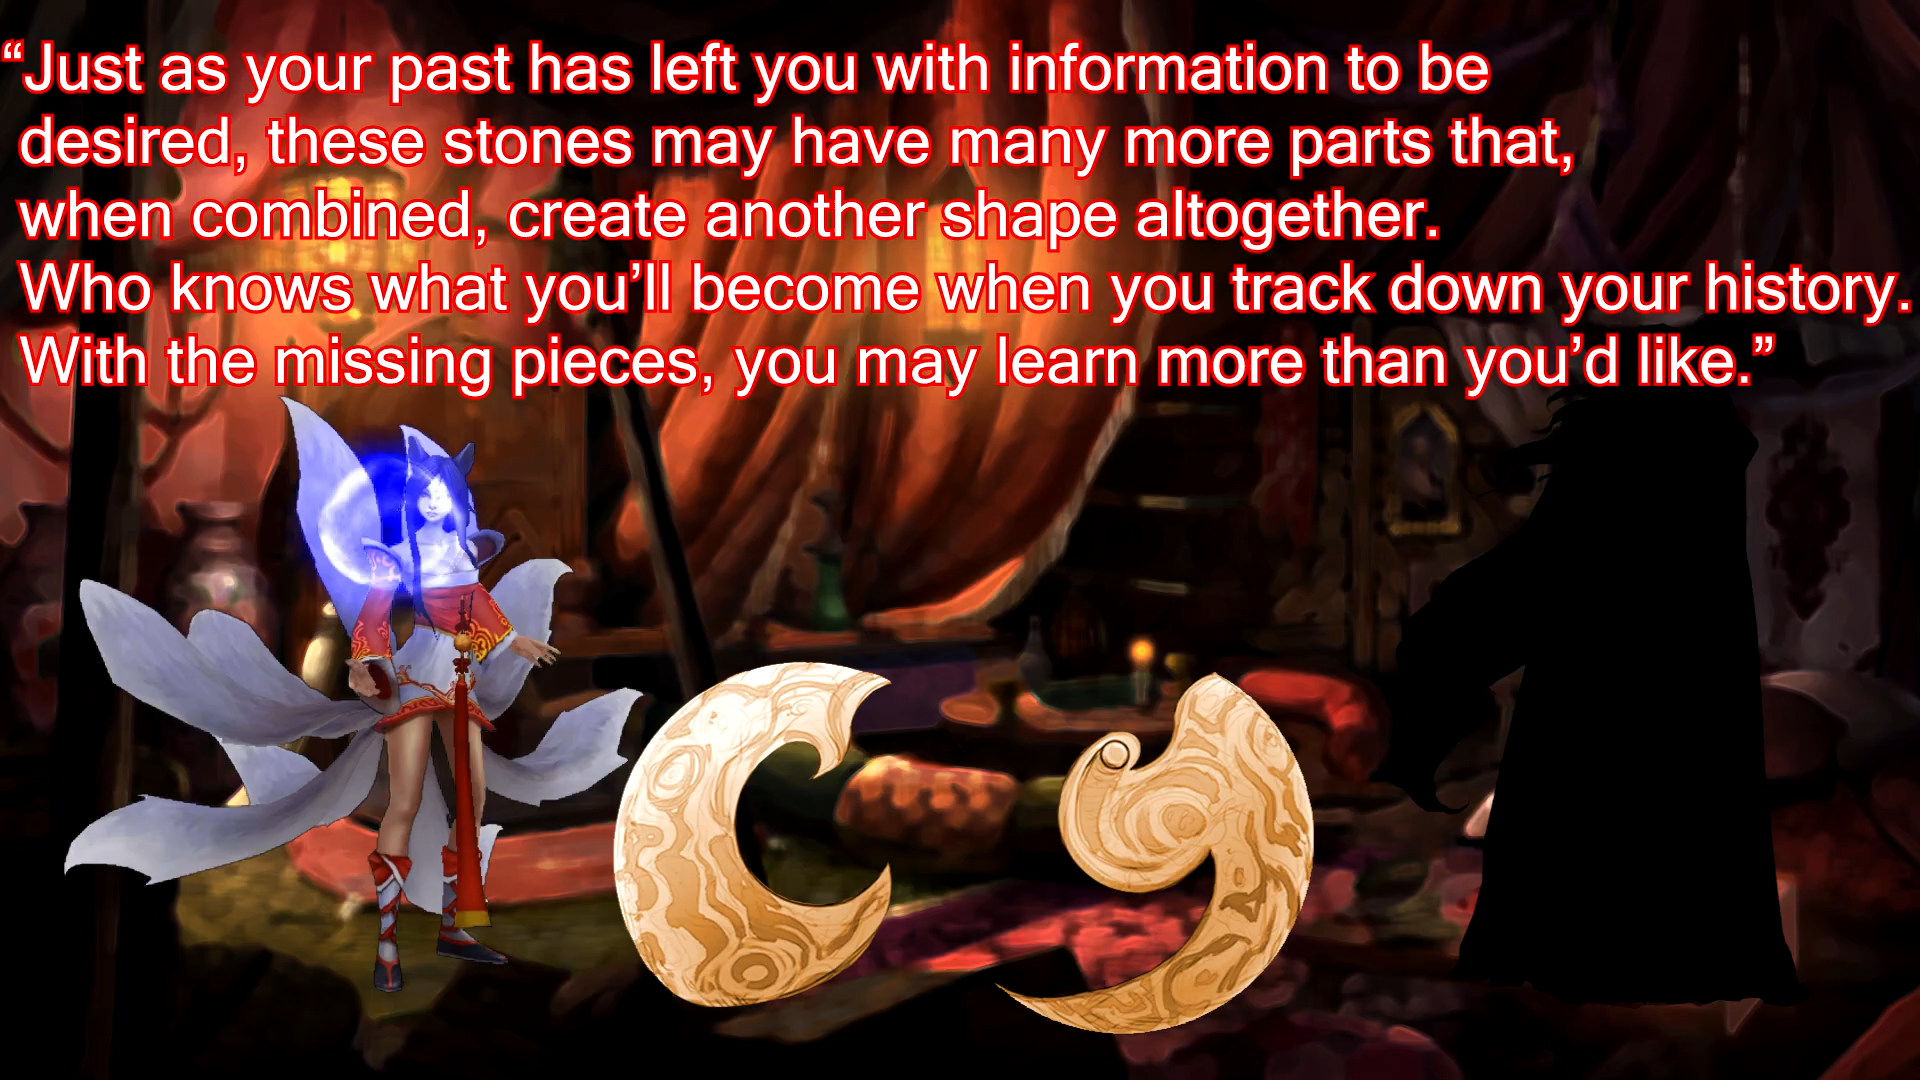 “Just as your past has left you with information to be
desired, these stones may have many more parts that,
when combined, create another shape altogether.
Who knows what you’ll become when you track down your history.
With the missing pieces, you may learn more than you’d like.”